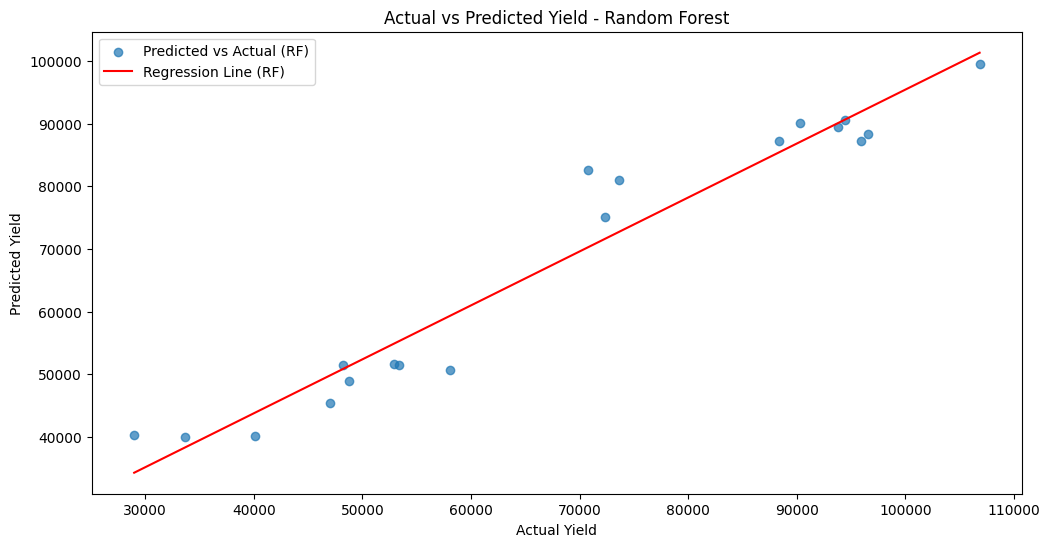 Actual vs Predicted Yield - Random Forest
Predicted vs Actual (RF)
Regression Line (RF)
Predicted Yield
100000
90000
80000
70000
60000
50000
40000
30000 40000 50000 60000 70000 80000 90000 100000 110000
Actual Yield